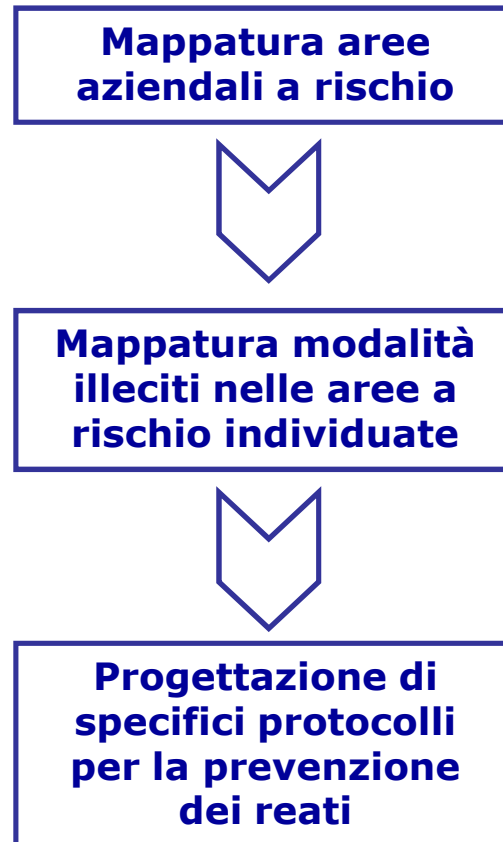 Mappatura aree
aziendali a rischio
Mappatura modalità
illeciti nelle aree a
rischio individuate
Progettazione di
specifici protocolli
per la prevenzione
dei reati